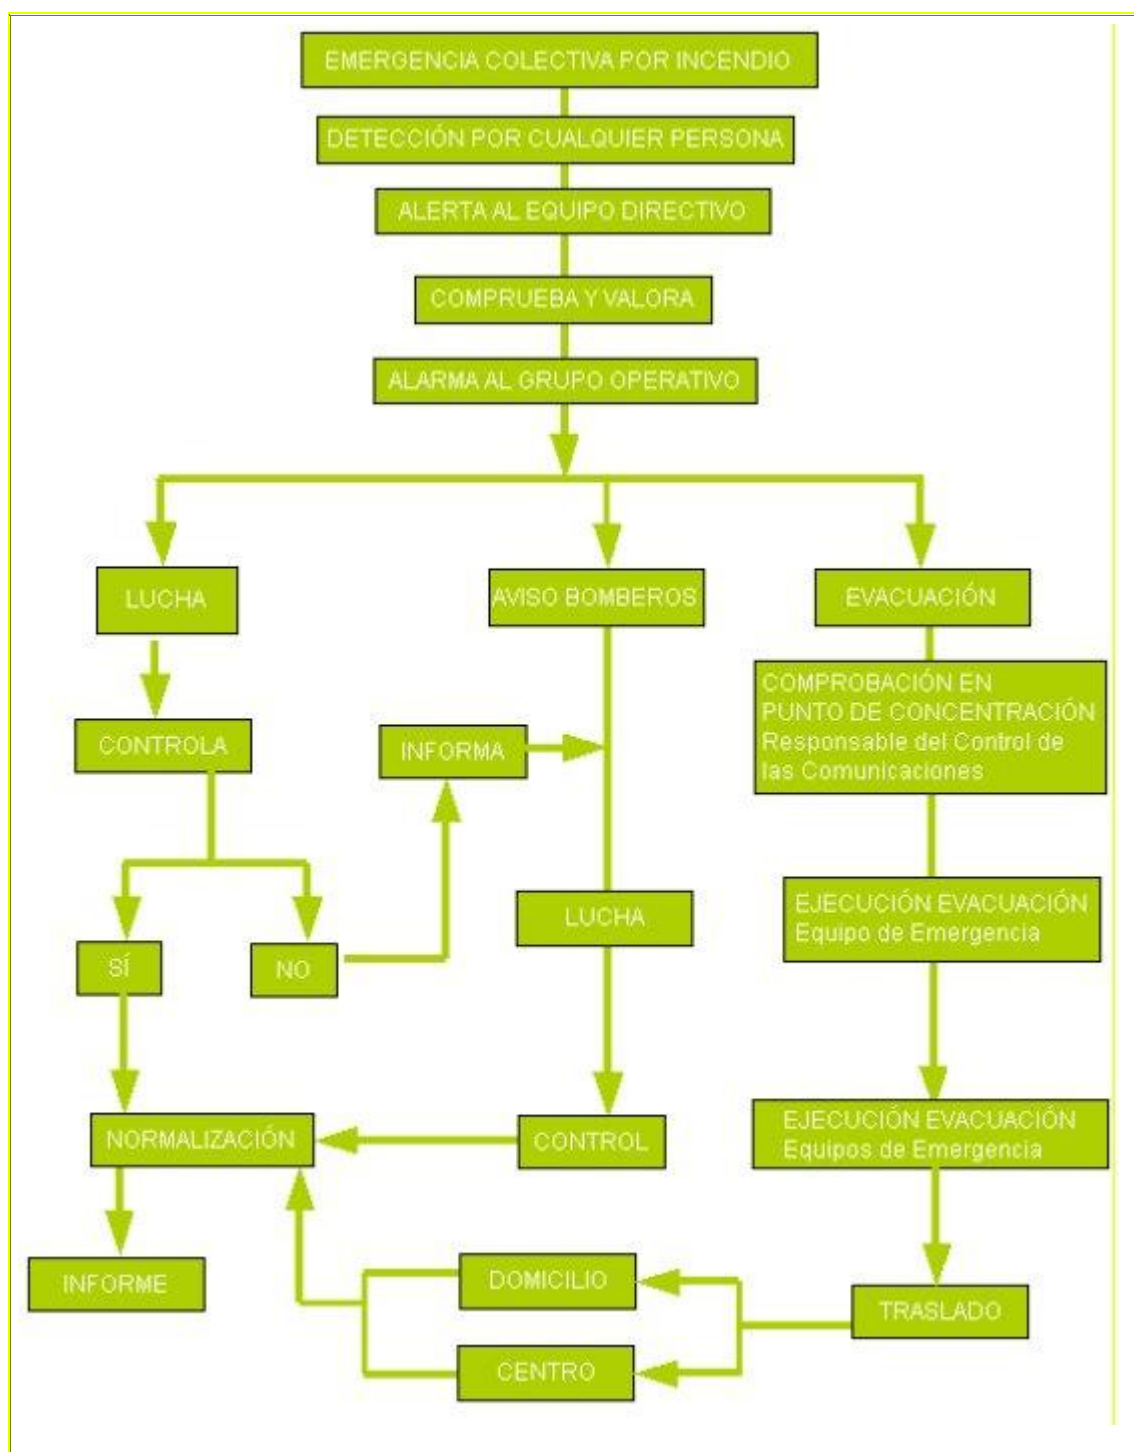 EMERGENCIA COLECTIVA POR INCENDIO
DETECCIÓN POR CUALQUIER PERSONA
ALERTA AL EQUIPO DIRECTIVO
COMPRUEBA Y VALORA
ALARMA AL GRUPO OPERATIVO
LUCHA
AVISO BOMBEROS
EVACUACIÓN
COMPROBACIÓN EN
PUNTO DE CONCENTRACIÓN
Responsable del Control de
las Comunicaciones
CONTROLA
INFORMA
EJECUCIÓN EVACUACIÓN
Equipo de Emergencia
LUCHA
SÍ
NO
NORMALIZACIÓN
CONTROL
EJECUCIÓN EVACUACIÓN
Equipos de Emergencia
INFORME
DOMICILIO
TRASLADO
CENTRO